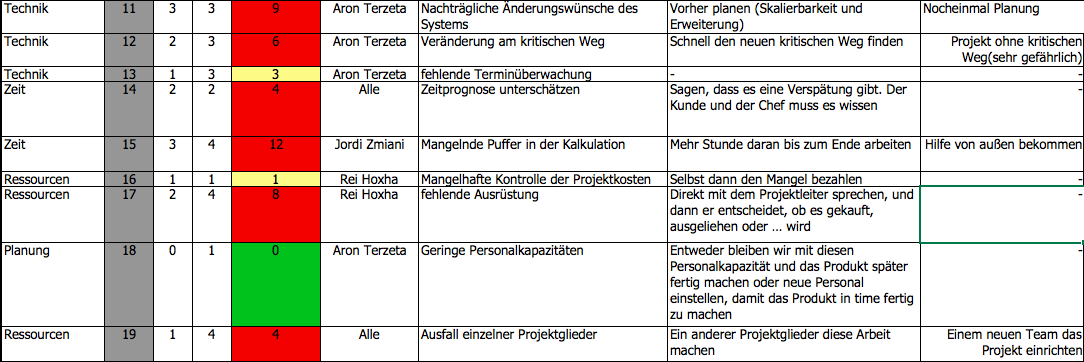 Technik 11 3 3 9 Aron Terzeta Nachträgliche Änderungswünsche des Vorher planen (Skalierbarkeit und Nocheinmal Planung
Systems Erweiterung)
Technik 12 2 3 6 Aron Terzeta Veränderung am kritischen Weg Schnell den neuen kritischen Weg finden Projekt ohne kritischen
Weg(sehr gefährlich)
Technik 13 1 3 3 Aron Terzeta fehlende Terminüberwachung - -
Zeit 14 2 2 4 Alle Zeitprognose unterschätzen Sagen, dass es eine Verspätung gibt. Der -
Kunde und der Chef muss es wissen
Zeit 15 3 4 12 Jordi Zmiani Mangelnde Puffer in der Kalkulation Mehr Stunde daran bis zum Ende arbeiten Hilfe von außen bekommen
Ressourcen 16 1 1 1 Rei Hoxha Mangelhafte Kontrolle der Projektkosten Selbst dann den Mangel bezahlen -
Ressourcen 17 2 4 8 Rei Hoxha fehlende Ausrüstung Direkt mit dem Projektleiter sprechen, und -
dann er entscheidet, ob es gekauft,
ausgeliehen oder ... wird
Planung 18 0 1 0 Aron Terzeta Geringe Personalkapazitäten Entweder bleiben wir mit diesen -
Personalkapazität und das Produkt später
fertig machen oder neue Personal
einstellen, damit das Produkt in time fertig
zu machen
Ressourcen 19 1 4 4 Alle Ausfall einzelner Projektglieder Ein anderer Projektglieder diese Arbeit Einem neuen Team das
machen Projekt einrichten